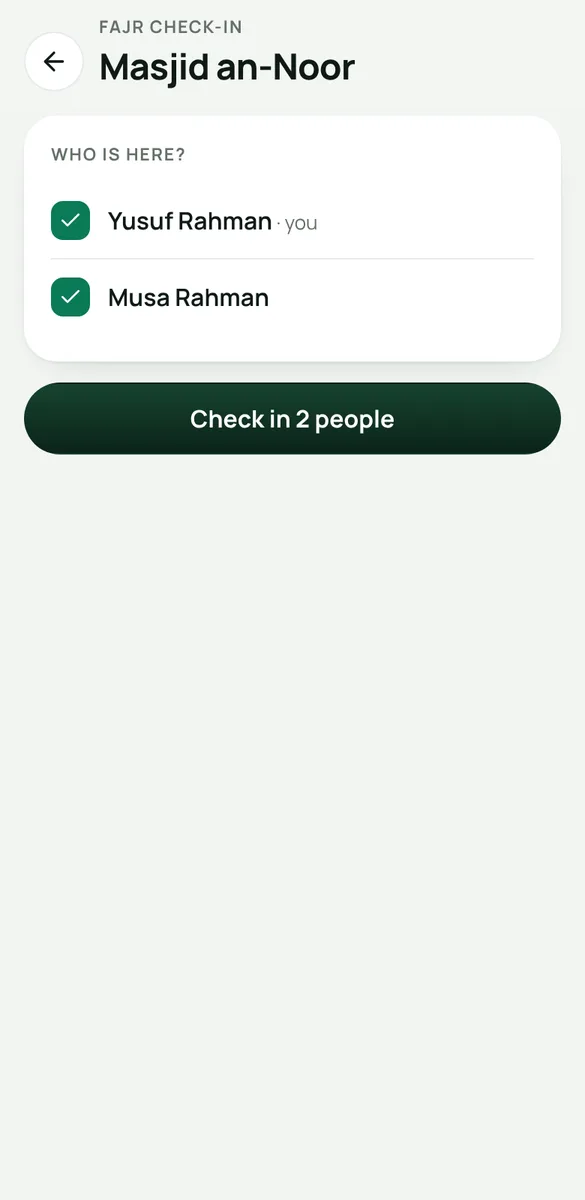 FAJR CHECK-IN
Masjid an-Noor
WHO IS HERE?
Yusuf Rahman · you
Musa Rahman
Check in 2 people